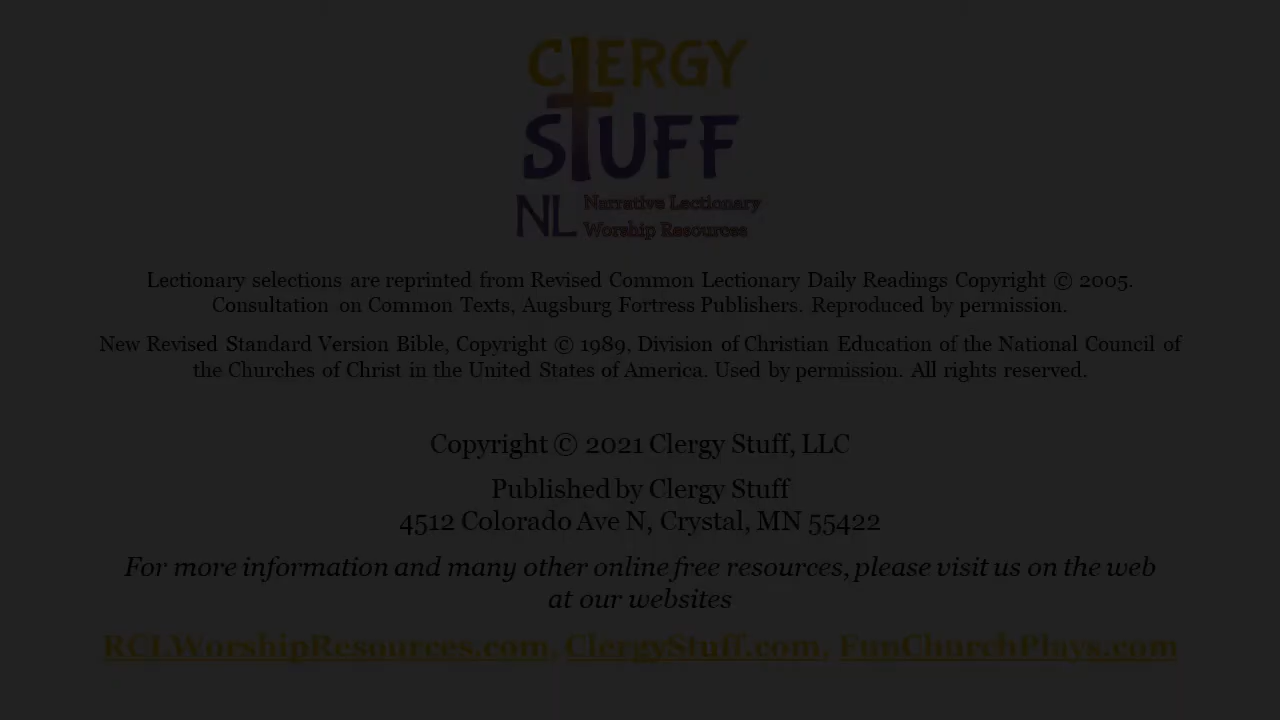 CLERGY
STUFF
NL Narrative Lectionary
Worship Resources
Lectionary selections are reprinted from Revised Common Lectionary Daily Readings Copyright © 2005.
Consultation on Common Texts, Augsburg Fortress Publishers. Reproduced by permission.
New Revised Standard Version Bible, Copyright © 1989, Division of Christian Education of the National Council of
the Churches of Christ in the United States of America. Used by permission. All rights reserved.
Copyright © 2021 Clergy Stuff, LLC
Published by Clergy Stuff
4512 Colorado Ave N, Crystal, MN 55422
For more information and many other online free resources, please visit us on the web
at our websites
RCLWorshipResources.com, ClergyStuff.com, FunChurchPlays.com